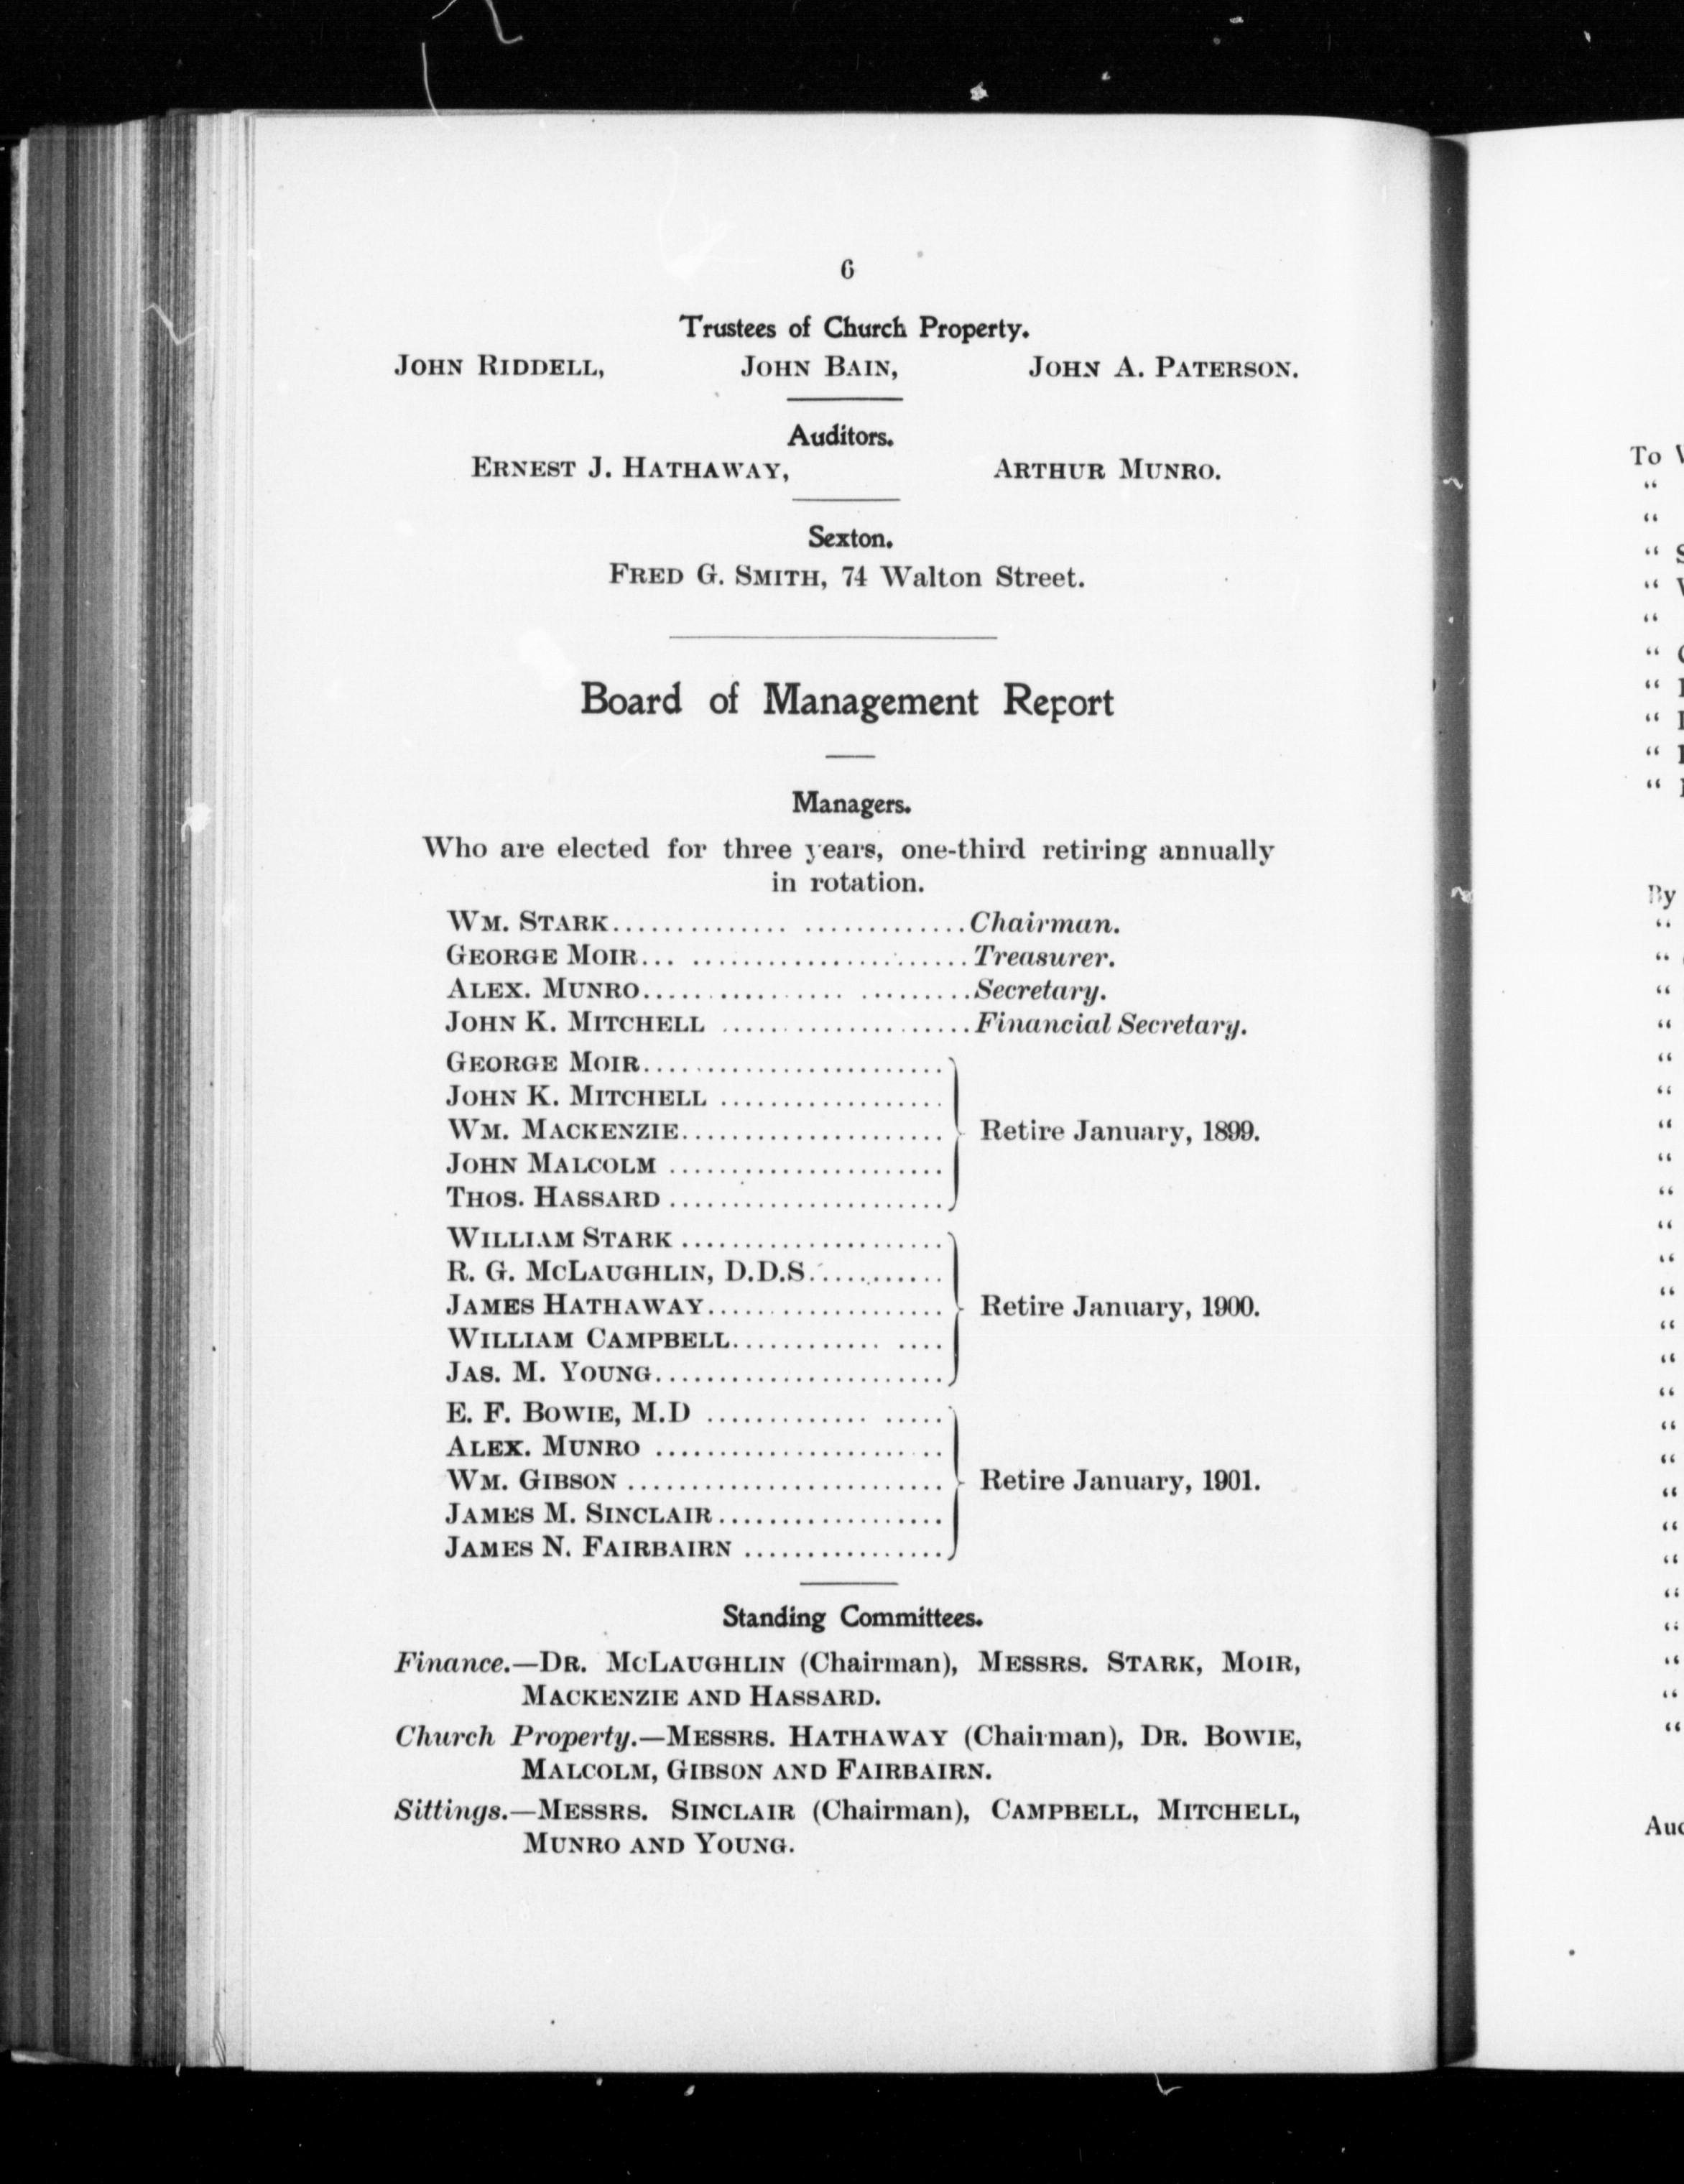 6
Trustees of Church Property.
JOHN RIDDELL, JOHN BAIN, JOHN A. PATERSON.
Auditors.
ERNEST J. HATHAWAY, ARTHUR MUNRO.
Sexton.
FRED G. SMITH, 74 Walton Street.
Board of Management Report
Managers.
Who are elected for three years, one-third retiring annually
in rotation.
WM. STARK.............. .............Chairman.
GEORGE MOIR... ......................Treasurer.
ALEX. MUNRO................ .........Secretary.
JOHN K. MITCHELL ....................Financial Secretary.
GEORGE MOIR........................
JOHN K. MITCHELL ..................
WM. MACKENZIE..................... Retire January, 1899.
JOHN MALCOLM ......................
THOS. HASSARD ......................
WILLIAM STARK .....................
R. G. MCLAUGHLIN, D.D.S...........
JAMES HATHAWAY................... Retire January, 1900.
WILLIAM CAMPBELL............ ....
JAS. M. YOUNG.......................
E. F. BOWIE, M.D ............. .....
ALEX. MUNRO .......................
WM. GIBSON ......................... Retire January, 1901.
JAMES M. SINCLAIR..................
JAMES N. FAIRBAIRN ................
Standing Committees.
Finance.—DR. MCLAUGHLIN (Chairman), MESSRS. STARK, MOIR,
MACKENZIE AND HASSARD.
Church Property.—MESSRS. HATHAWAY (Chairman), DR. BOWIE,
MALCOLM, GIBSON AND FAIRBAIRN.
Sittings.—MESSRS. SINCLAIR (Chairman), CAMPBELL, MITCHELL,
MUNRO AND YOUNG.
To
By